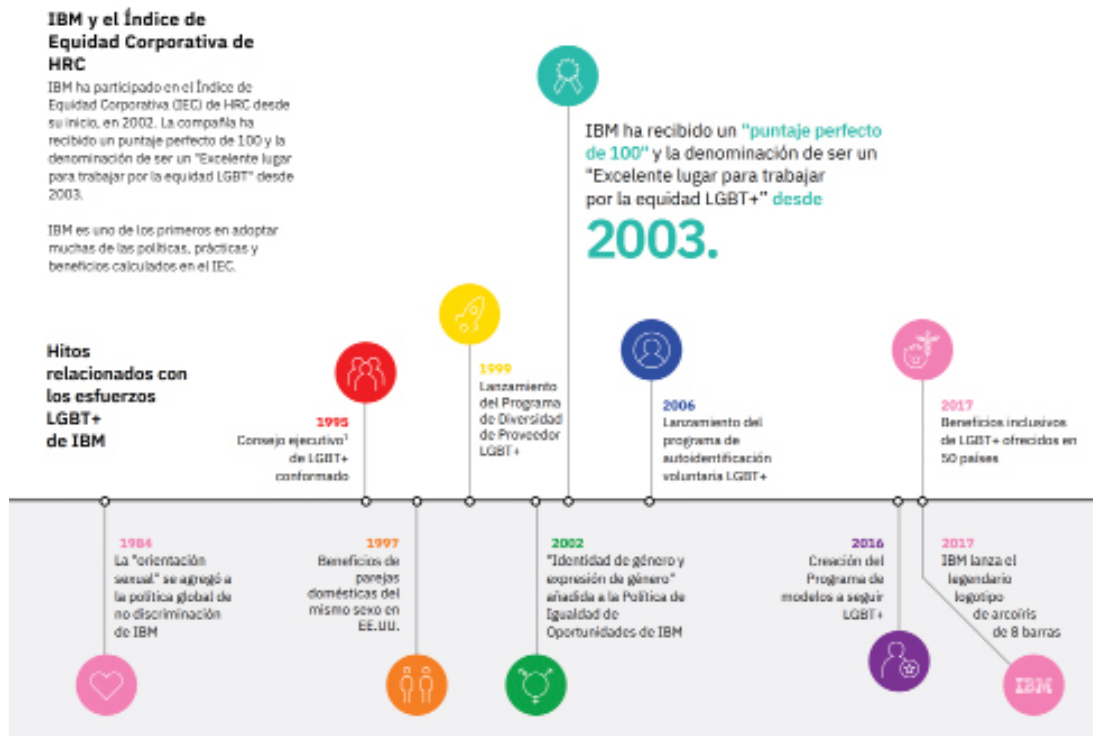 IBM y el Índice de
Equidad Corporativa de
HRC
IBM ha participado en el Índice de
Equidad Corporativa (IEC) de HRC desde
su inicio, en 2002. La compañía ha
recibido un puntaje perfecto de 100 y la
denominación de ser un "Excelente lugar
para trabajar por la equidad LGBT" desde
2003.
IBM es uno de los primeros en adoptar
muchas de las políticas, prácticas y
beneficios calculados en el IEC.
IBM ha recibido un "puntaje perfecto
de 100" y la denominación de ser un
"Excelente lugar para trabajar
por la equidad LGBT+" desde
2003.
Hitos
relacionados con
los esfuerzos
LGBT+
de IBM
1995
Consejo ejecutivo¹
de LGBT+
conformado
1999
Lanzamiento
del Programa
de Diversidad
de Proveedor
LGBT+
2006
Lanzamiento del
programa de
autoidentificación
voluntaria LGBT+
2017
Beneficios inclusivos
de LGBT+ ofrecidos en
50 países
1984
La "orientación
sexual" se agregó a
la política global de
no discriminación
de IBM
1997
Beneficios de
parejas
domésticas del
mismo sexo en
EE.UU.
2002
"Identidad de género y
expresión de género"
añadida a la Política de
Igualdad de
Oportunidades de IBM
2016
Creación del
Programa de
modelos a seguir
LGBT+
2017
IBM lanza el
legendario
logotipo
de arcoíris
de 8 barras
IBM